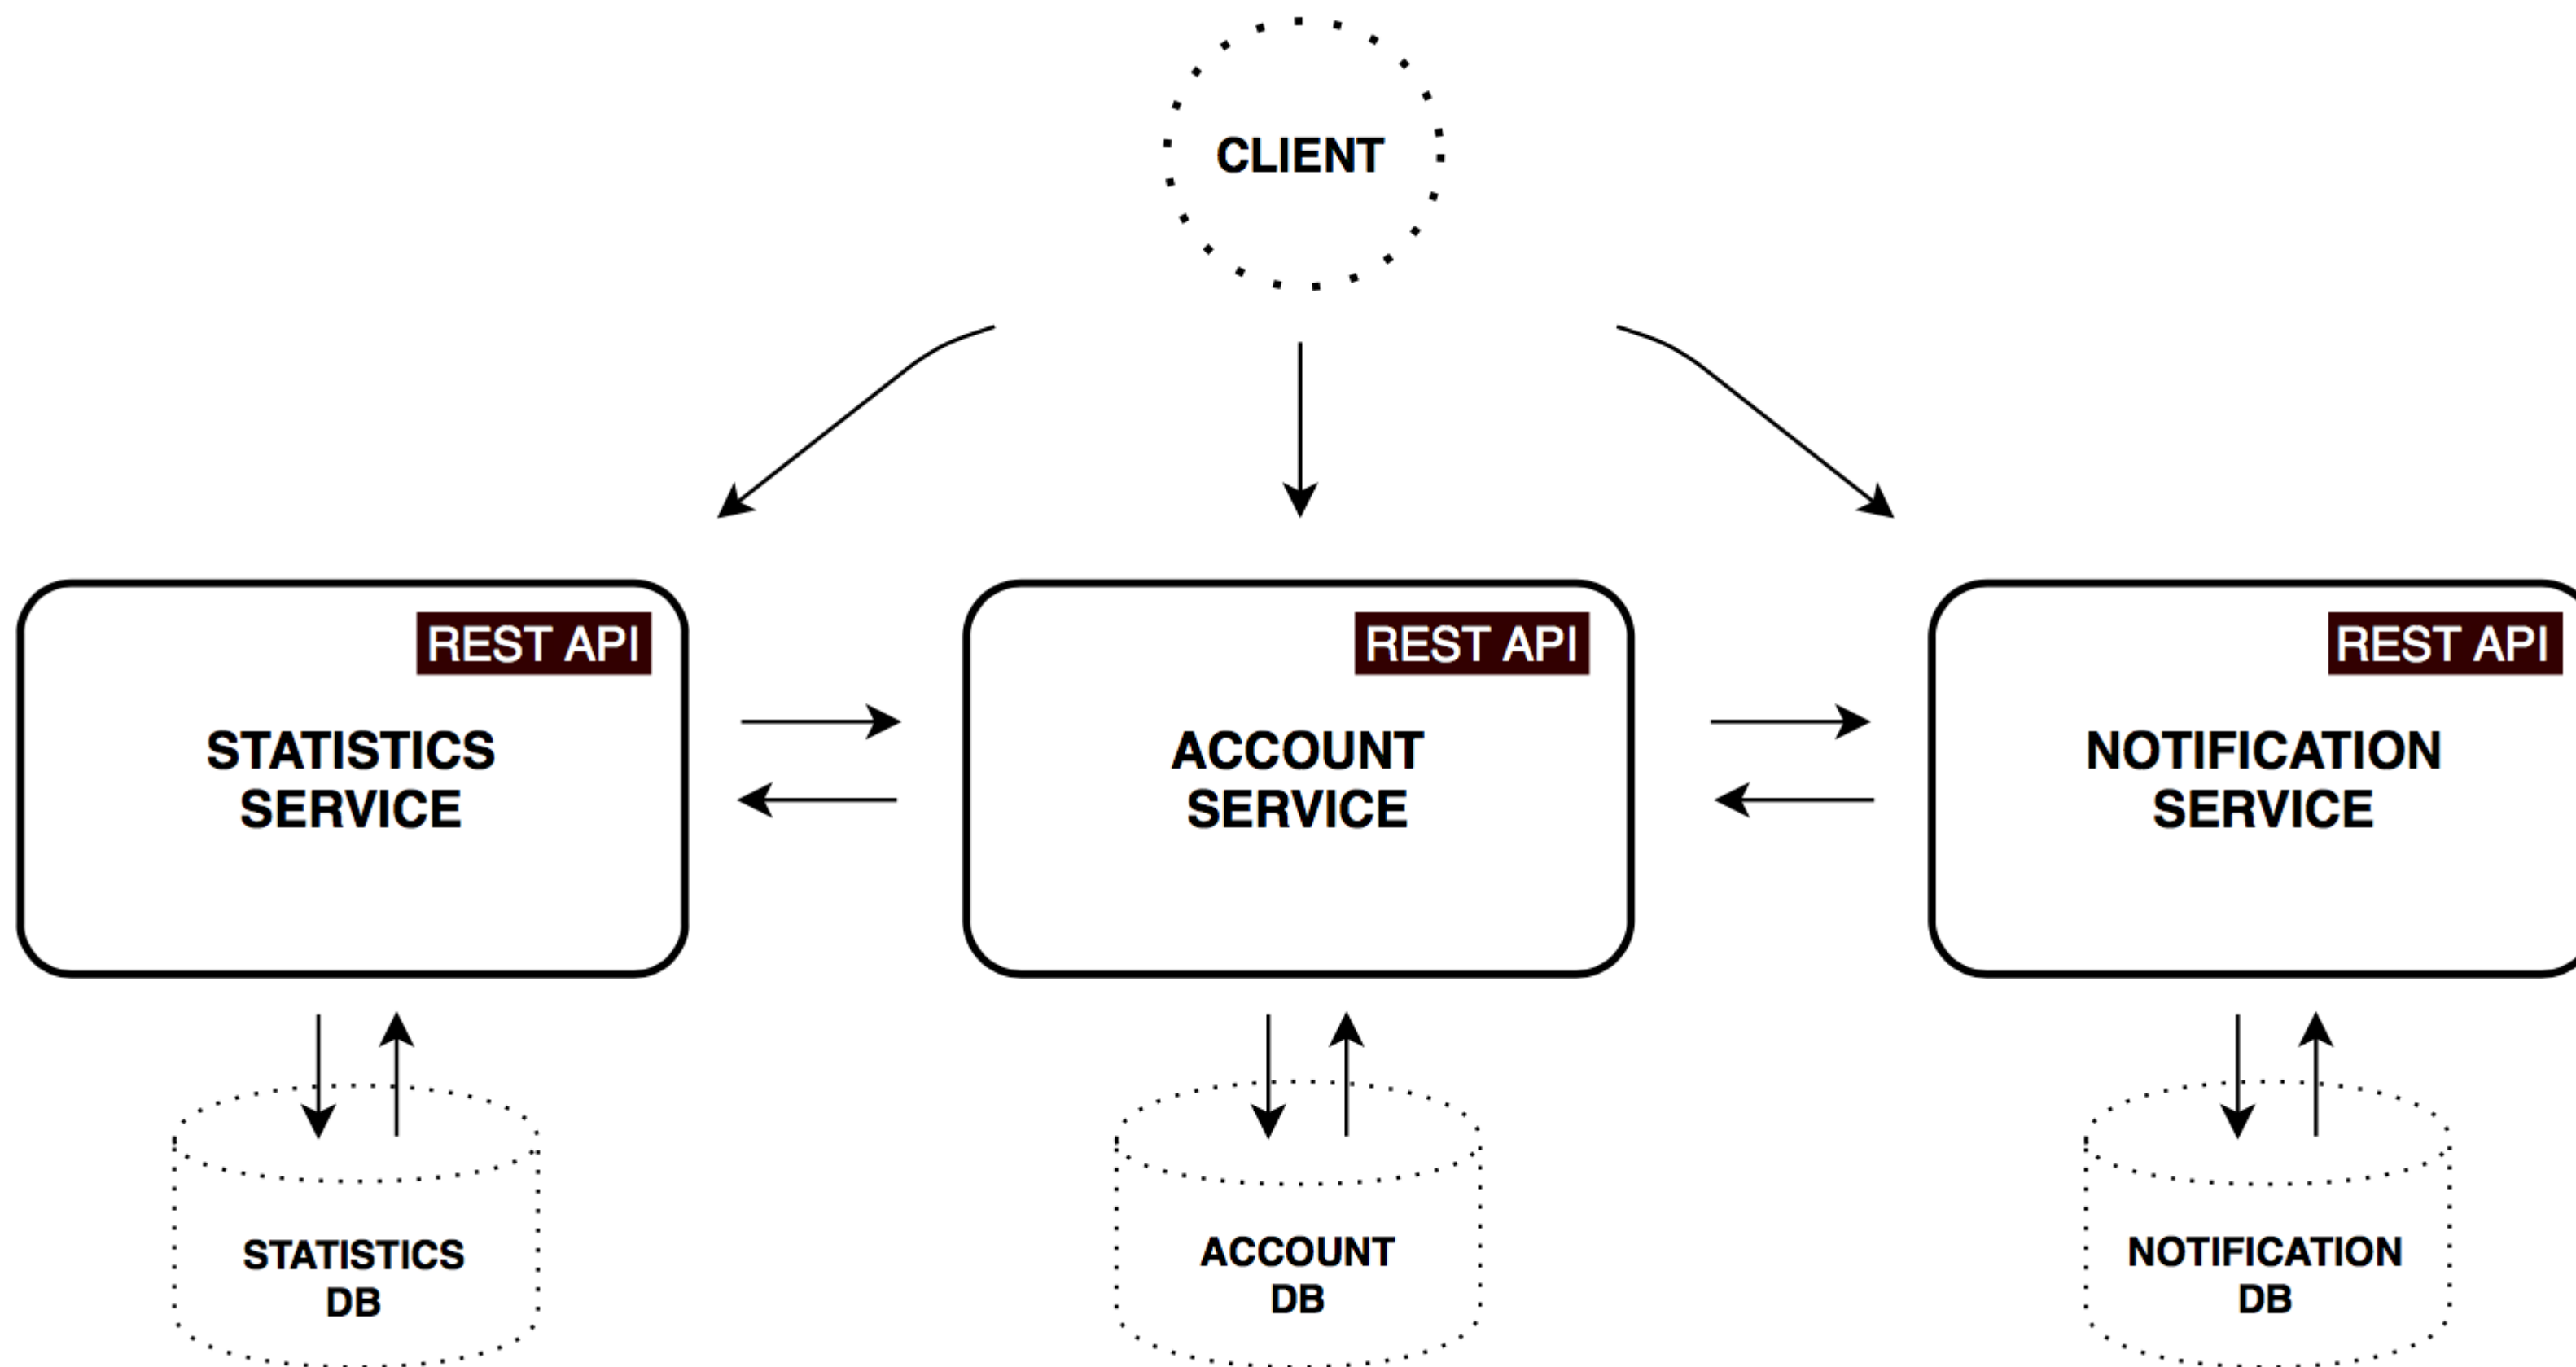 CLIENT
REST API
STATISTICS
SERVICE
REST API
ACCOUNT
SERVICE
REST API
NOTIFICATION
SERVICE
STATISTICS
DB
ACCOUNT
DB
NOTIFICATION
DB